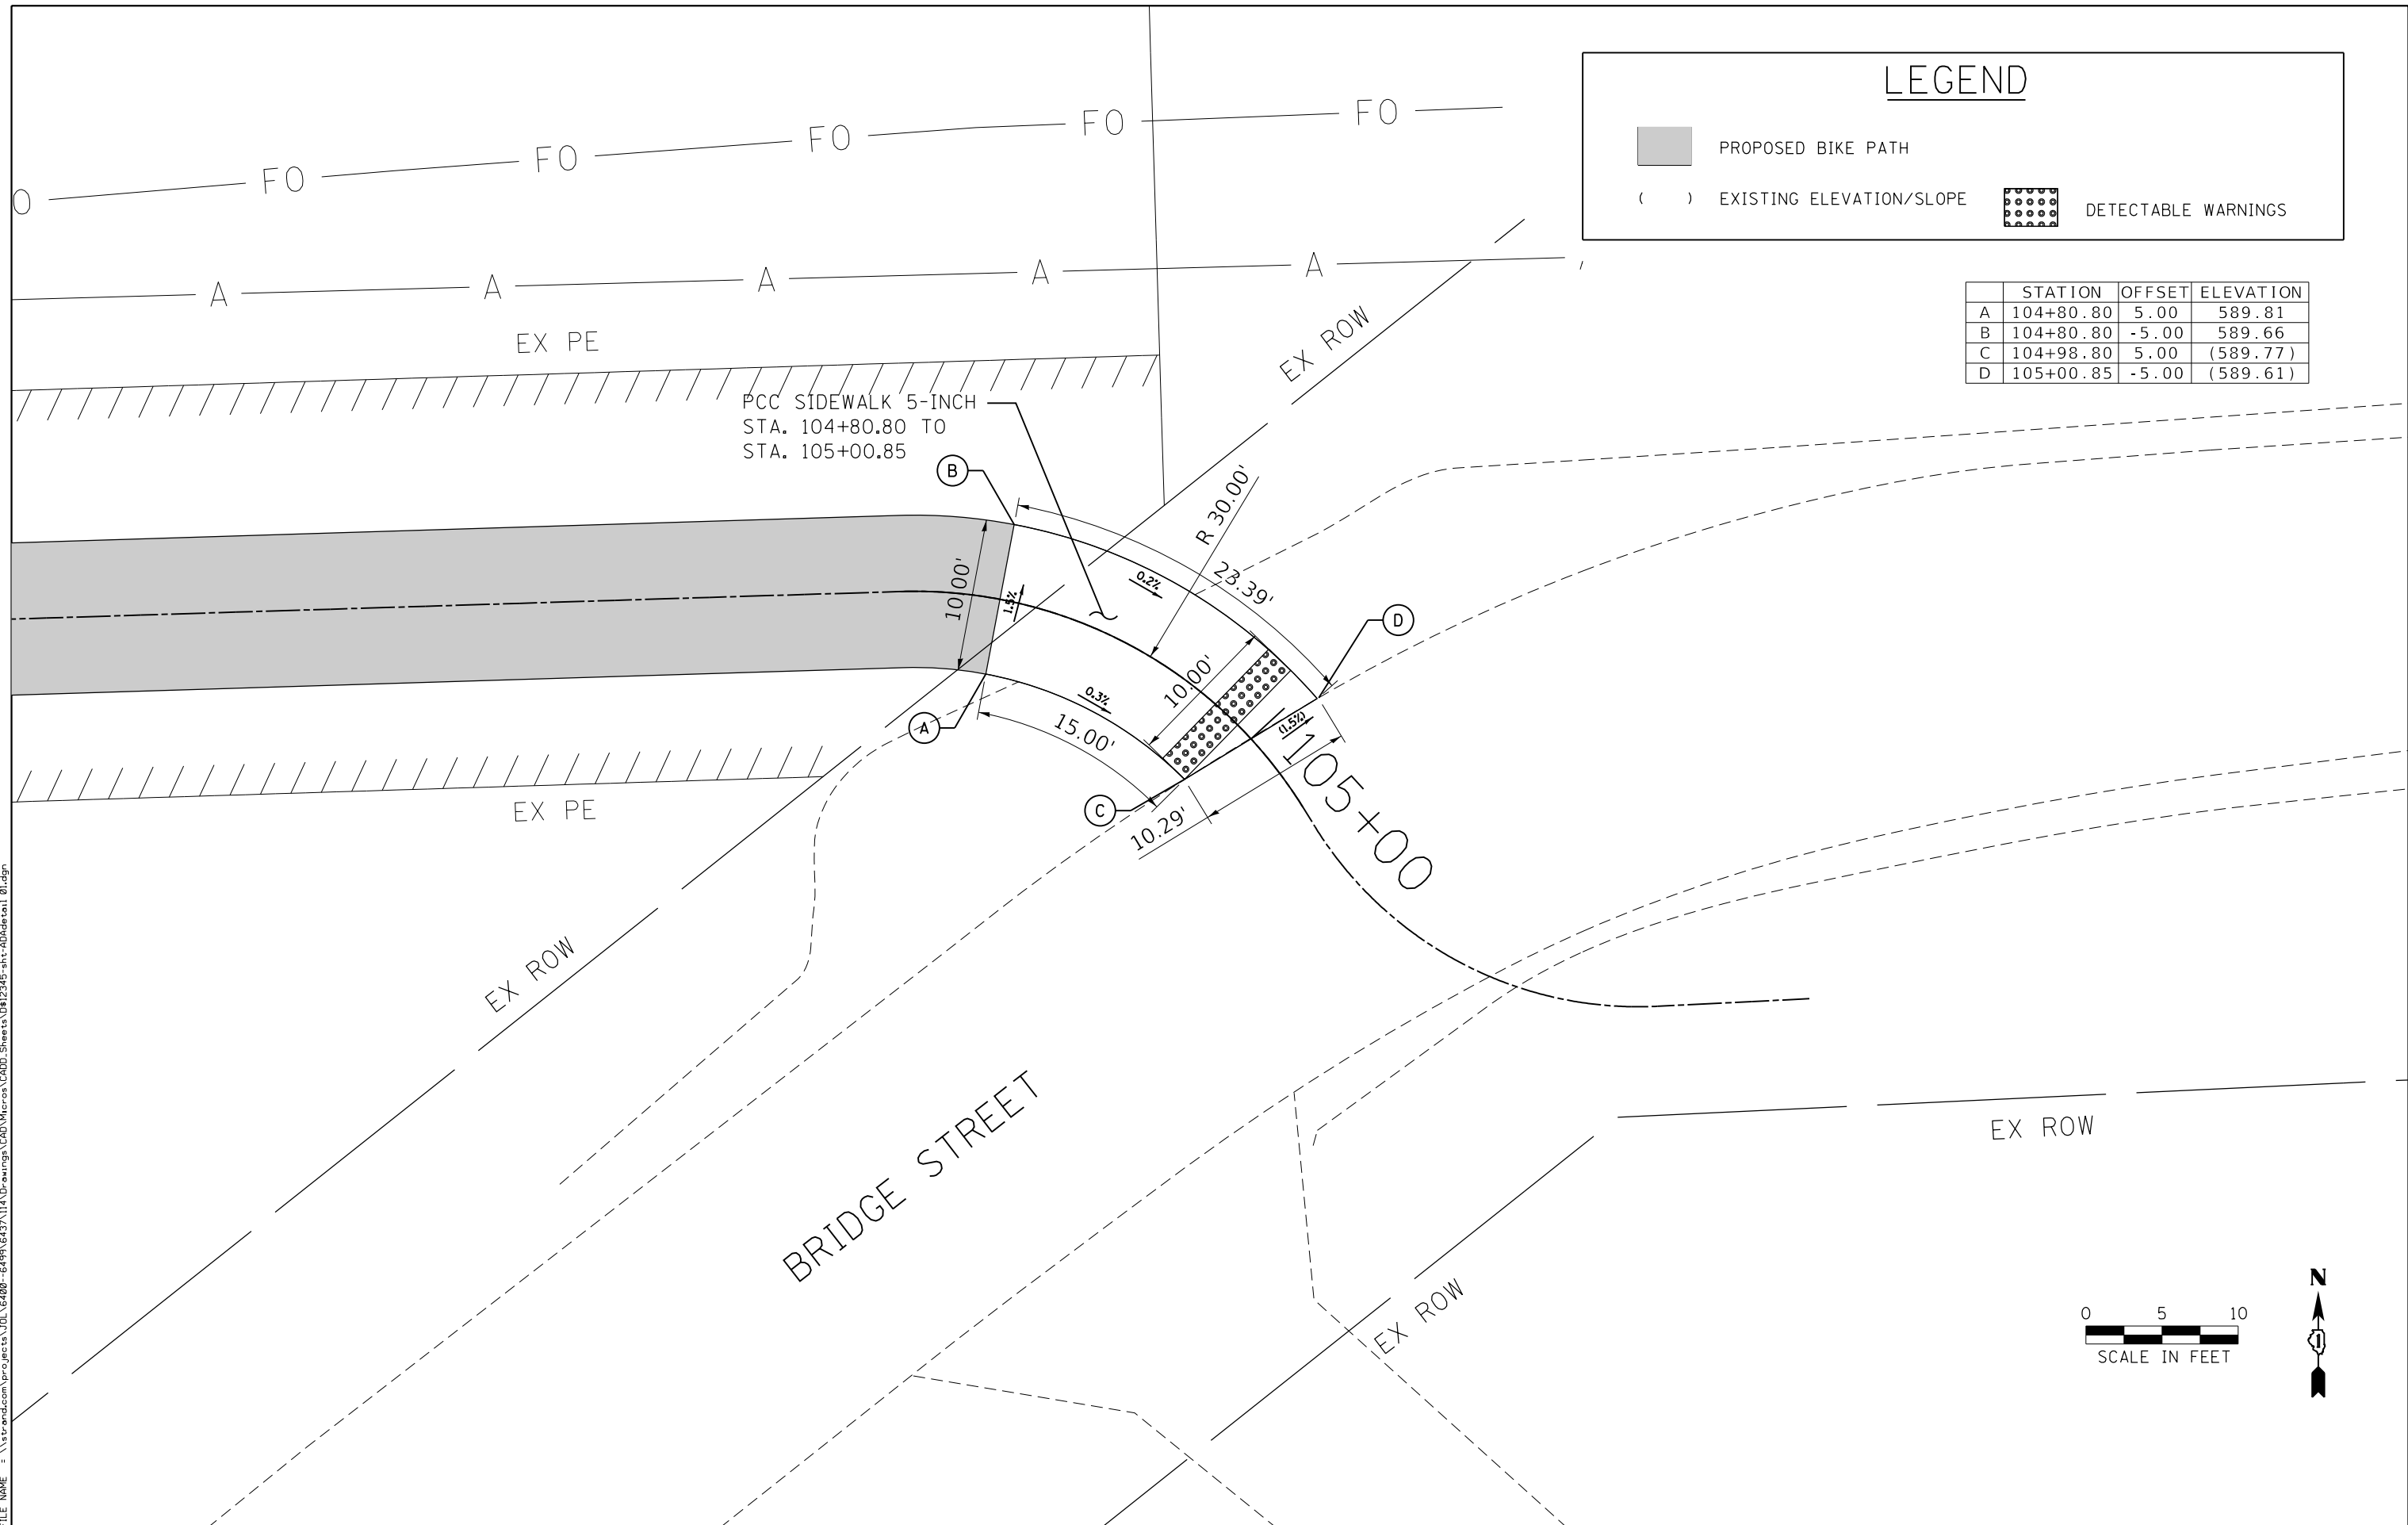 LEGEND
PROPOSED BIKE PATH
( ) EXISTING ELEVATION/SLOPE
DETECTABLE WARNINGS
STATION OFFSET ELEVATION
A 104+80.80 5.00 589.81
B 104+80.80 -5.00 589.66
C 104+98.80 5.00 (589.77)
D 105+00.85 -5.00 (589.61)
O
FO
FO
FO
FO
FO
A
A
A
A
A
EX PE
EX ROW
PCC SIDEWALK 5-INCH
STA. 104+80.80 TO
STA. 105+00.85
B
R 30.00'
23.39'
10.00'
1.5%
0.2%
D
10.00'
0.3%
(1.5%)
A
15.00'
C
10.29'
105+00
EX PE
EX ROW
BRIDGE STREET
EX ROW
EX ROW
0 5 10
SCALE IN FEET
N
I